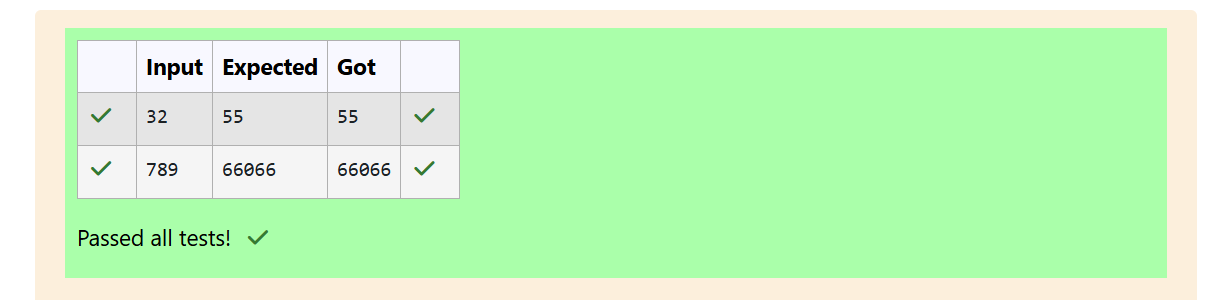 Input Expected Got
32 55 55
789 66066 66066
Passed all tests!